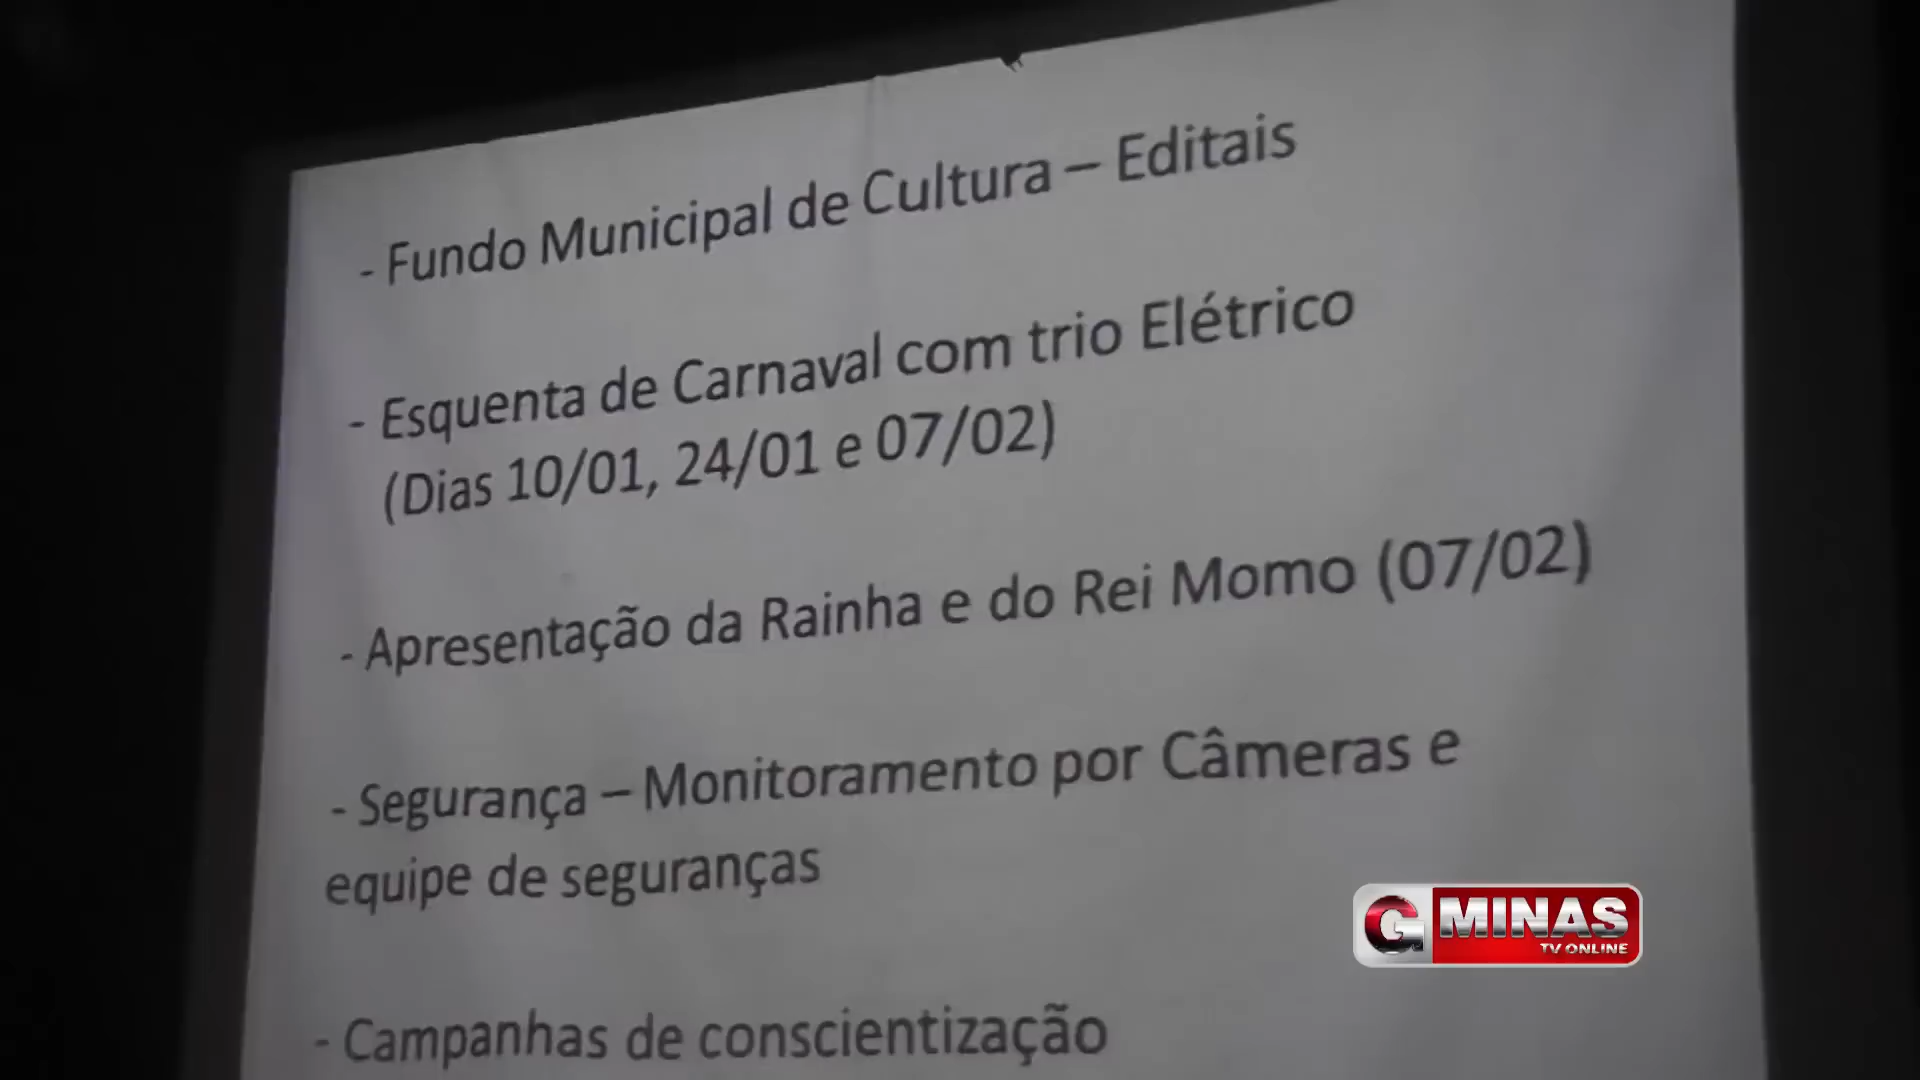 - Fundo Municipal de Cultura – Editais
- Esquenta de Carnaval com trio Elétrico
(Dias 10/01, 24/01 e 07/02)
- Apresentação da Rainha e do Rei Momo (07/02)
- Segurança – Monitoramento por Câmeras e
equipe de seguranças
G MINAS
TV ONLINE
- Campanhas de conscientização